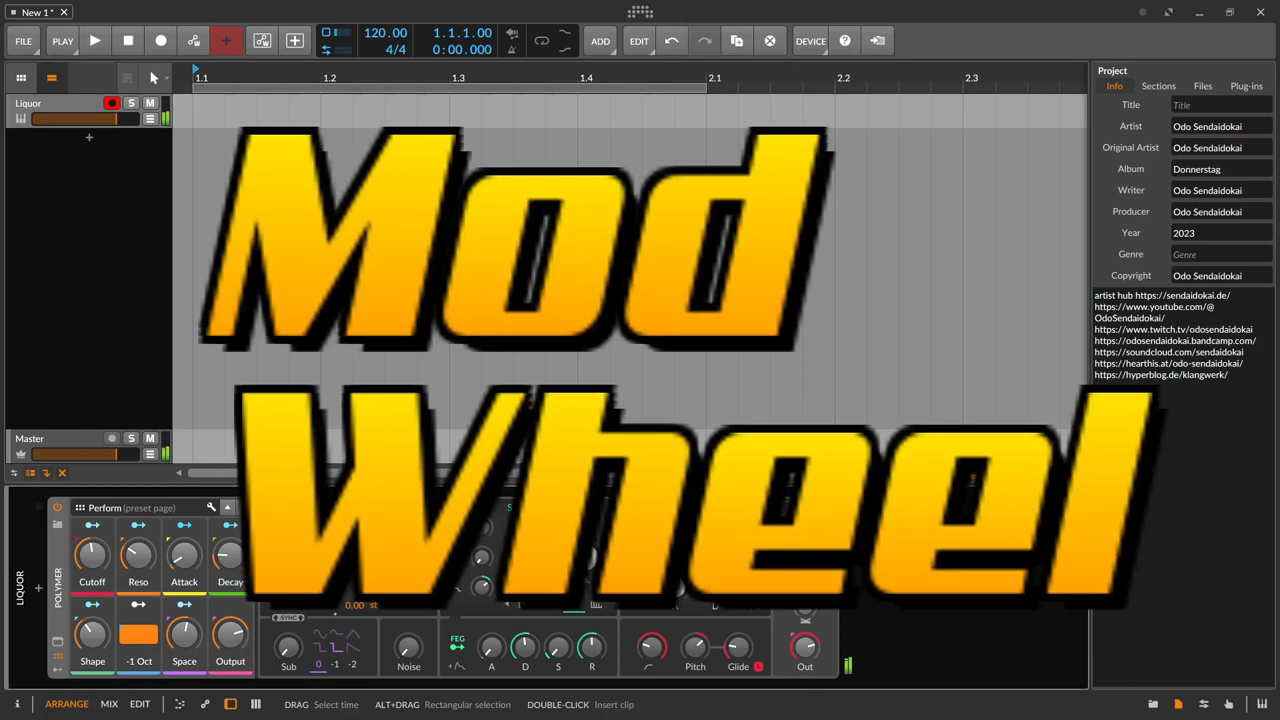 New 1 *
FILE PLAY 120.00 4/4 1.1.1.00 0:00.000 ADD EDIT DEVICE
1.1 1.2 1.3 1.4 2.1 2.2 2.3
Liquor S M
Mod
Wheel
Master S M
Project
Info Sections Files Plug-ins
Title Title
Artist Odo Sendaidokai
Original Artist Odo Sendaidokai
Album Donnerstag
Writer Odo Sendaidokai
Producer Odo Sendaidokai
Year 2023
Genre Genre
Copyright Odo Sendaidokai
artist hub https://sendaidokai.de/
https://www.youtube.com/@
OdoSendaidokai/
https://www.twitch.tv/odosendaidokai
https://odosendaidokai.bandcamp.com/
https://soundcloud.com/sendaidokai
https://hearthis.at/odo-sendaidokai/
https://hyperblog.de/klangwerk/
LIQUOR
POLYMER
Perform (preset page)
Cutoff Reso Attack Decay
Shape -1 Oct Space Output
0.00 st
SYNC
Sub 0 -1 -2 Noise
FEG A D S R
Pitch Glide L Out
ARRANGE MIX EDIT DRAG Select time ALT+DRAG Rectangular selection DOUBLE-CLICK Insert clip